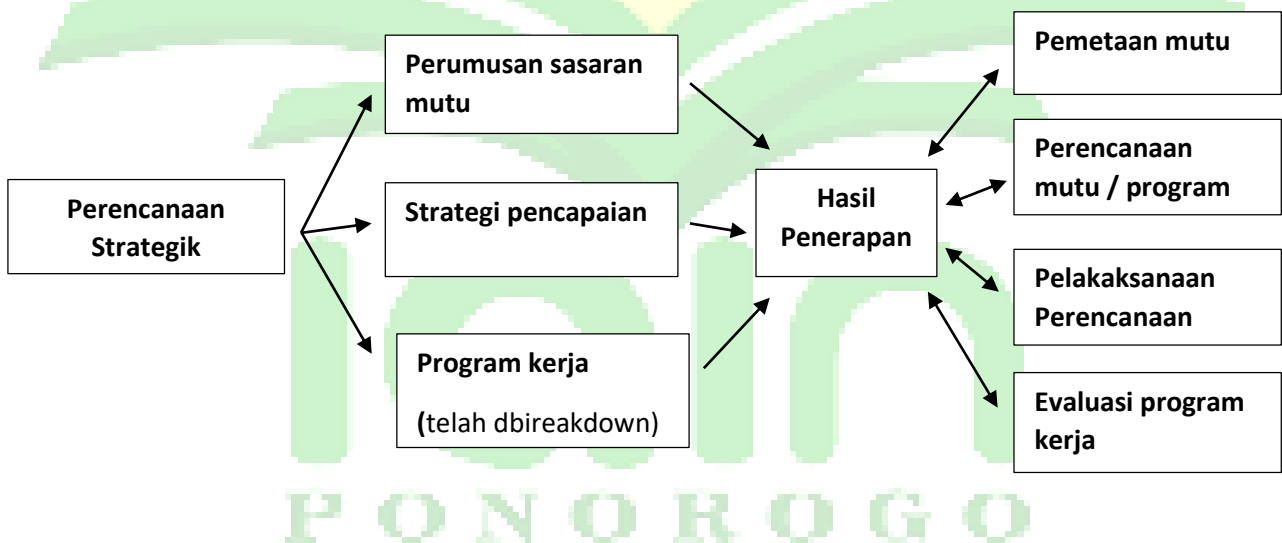 Perencanaan
Strategik
Perumusan sasaran
mutu
Strategi pencapaian
Program kerja
(telah dbireakdown)
Hasil
Penerapan
Pemetaan mutu
Perencanaan
mutu / program
Pelakaksanaan
Perencanaan
Evaluasi program
kerja
iain
PONOROGO